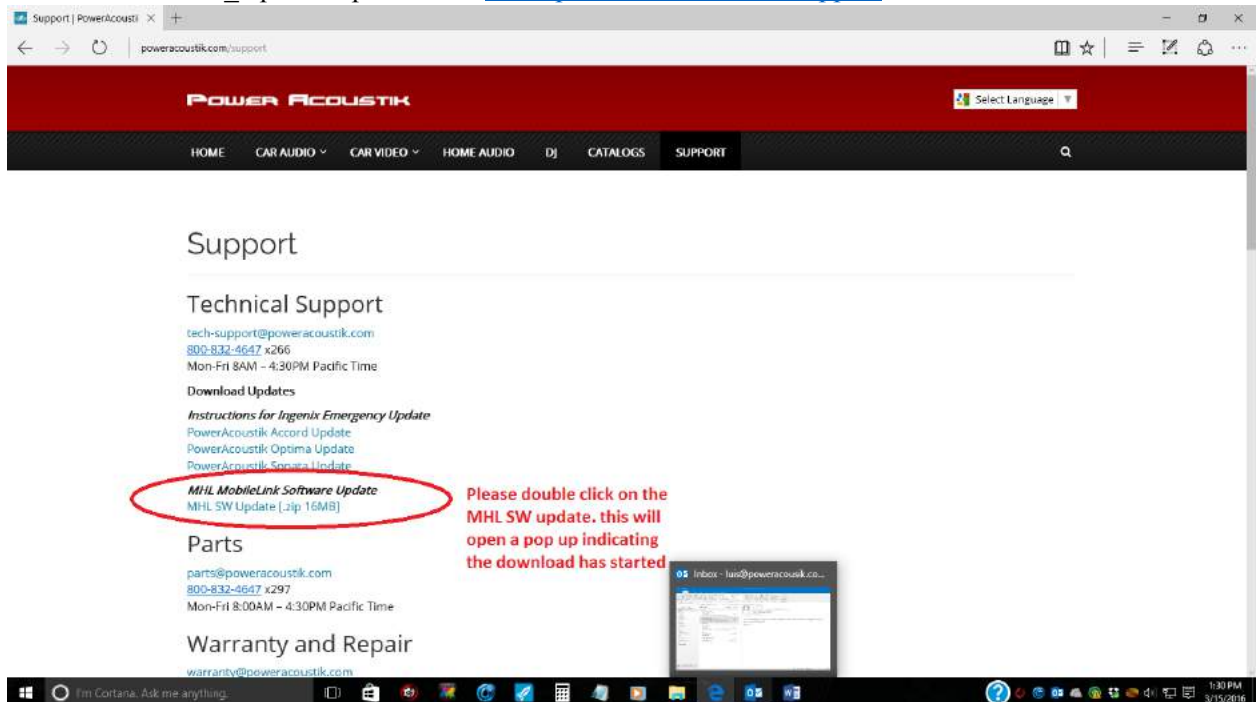 Support | PowerAcousti
poweracoustik.com/support
POWER ACOUSTIK
Select Language
HOME CAR AUDIO CAR VIDEO HOME AUDIO DJ CATALOGS SUPPORT
Support
Technical Support
tech-support@poweracoustik.com
800-832-4647 x266
Mon-Fri 8AM – 4:30PM Pacific Time
Download Updates
Instructions for Ingenix Emergency Update
PowerAcoustik Accord Update
PowerAcoustik Optima Update
PowerAcoustik Sonata Update
MHL MobileLink Software Update
MHL SW Update [.zip 16MB]
Please double click on the
MHL SW update. this will
open a pop up indicating
the download has started
Parts
parts@poweracoustik.com
800-832-4647 x297
Mon-Fri 8:00AM – 4:30PM Pacific Time
Inbox - luis@poweracousik.co...
Warranty and Repair
warranty@poweracoustik.com
I'm Cortana. Ask me anything.
1:30 PM
3/15/2016